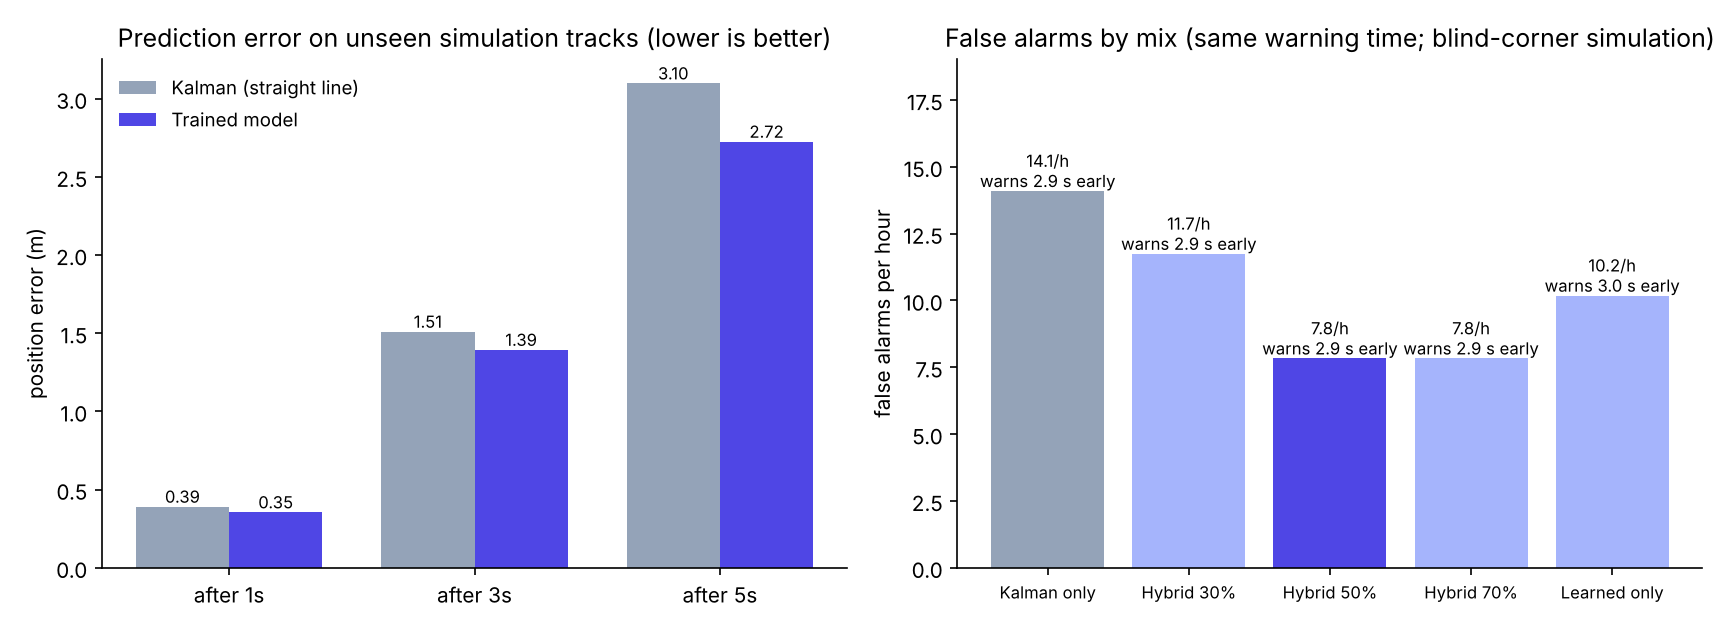 Prediction error on unseen simulation tracks (lower is better)
position error (m)
3.0
2.5
2.0
1.5
1.0
0.5
0.0
Kalman (straight line)
Trained model
0.39
0.35
1.51
1.39
3.10
2.72
after 1s
after 3s
after 5s
False alarms by mix (same warning time; blind-corner simulation)
false alarms per hour
17.5
15.0
12.5
10.0
7.5
5.0
2.5
0.0
14.1/h
warns 2.9 s early
11.7/h
warns 2.9 s early
7.8/h
warns 2.9 s early
7.8/h
warns 2.9 s early
10.2/h
warns 3.0 s early
Kalman only
Hybrid 30%
Hybrid 50%
Hybrid 70%
Learned only